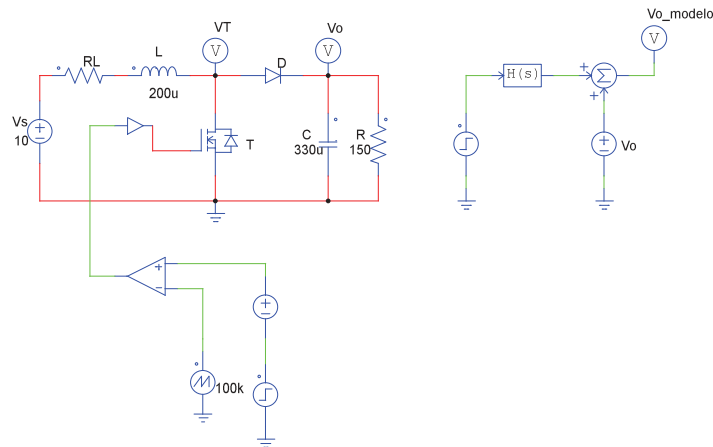 Vo_modelo
VT
Vo
V
V
V
RL
L
D
H(s)
Σ
200u
Vs
10
T
C
330u
R
150
Vo
100k